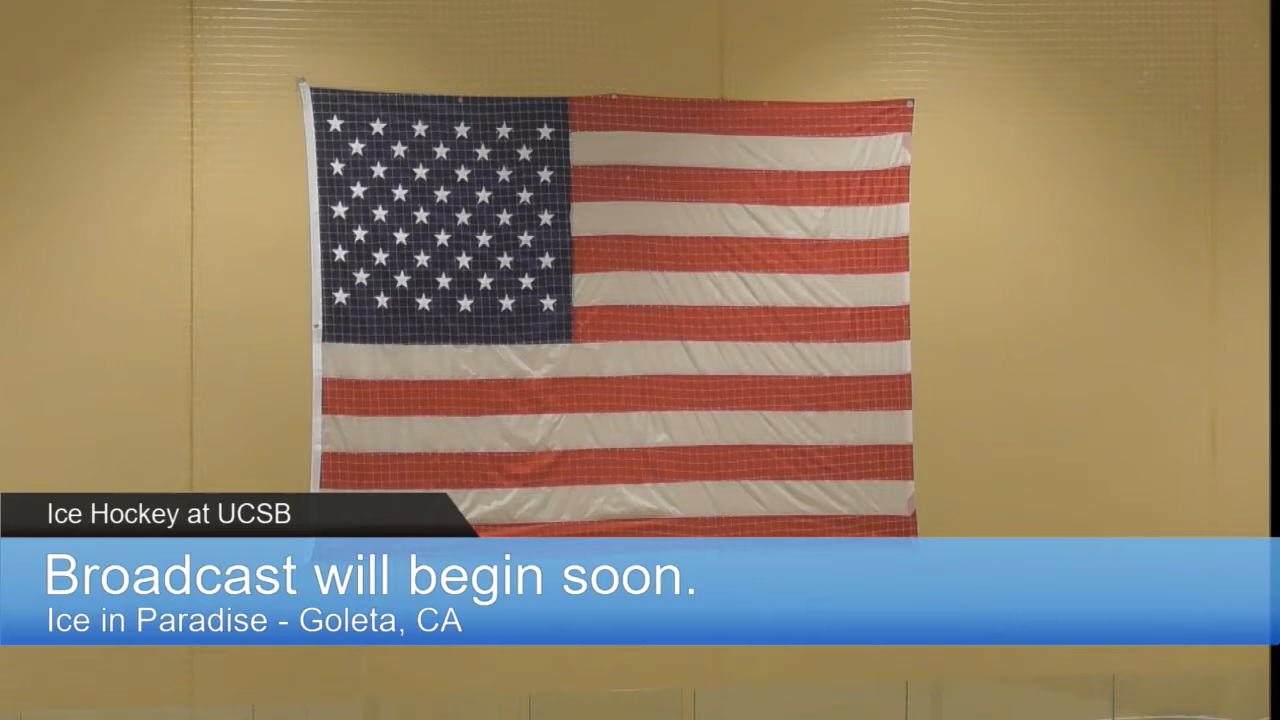 Ice Hockey at UCSB
Broadcast will begin soon.
Ice in Paradise - Goleta, CA